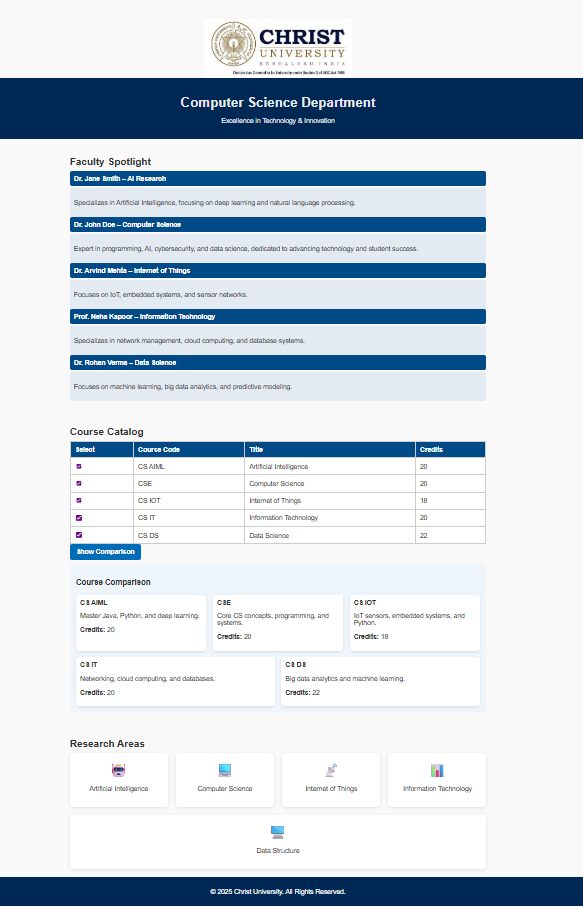 CHRIST
UNIVERSITY
BENGALURU, INDIA
Declared as Deemed to be University under Section 3 of UGC Act 1956
Computer Science Department
Excellence in Technology & Innovation
Faculty Spotlight
Dr. Jane Smith – AI Research
Specializes in Artificial Intelligence, focusing on deep learning and natural language processing.
Dr. John Doe – Computer Science
Expert in programming, AI, cybersecurity, and data science, dedicated to advancing technology and student success.
Dr. Arvind Mehta – Internet of Things
Focuses on IoT, embedded systems, and sensor networks.
Prof. Neha Kapoor – Information Technology
Specializes in network management, cloud computing, and database systems.
Dr. Rohan Verma – Data Science
Focuses on machine learning, big data analytics, and predictive modeling.
Course Catalog
Select Course Code Title Credits
CS AIML Artificial Intelligence 20
CSE Computer Science 20
CS IOT Internet of Things 18
CS IT Information Technology 20
CS DS Data Science 22
Show Comparison
Course Comparison
CS AIML
Master Java, Python, and deep learning.
Credits: 20
CSE
Core CS concepts, programming, and
systems.
Credits: 20
CS IOT
IoT sensors, embedded systems, and
Python.
Credits: 18
CS IT
Networking, cloud computing, and databases.
Credits: 20
CS DS
Big data analytics and machine learning.
Credits: 22
Research Areas
Artificial Intelligence
Computer Science
Internet of Things
Information Technology
Data Structure
© 2025 Christ University. All Rights Reserved.